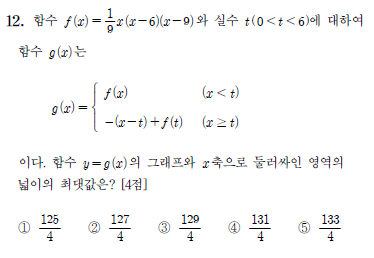 12. 함수 f(x)=1/9 x(x-6)(x-9)와 실수 t(0<t<6)에 대하여
함수 g(x)는
g(x)= { f(x) (x<t)
-(x-t)+f(t) (x≥t)
이다. 함수 y=g(x)의 그래프와 x축으로 둘러싸인 영역의
넓이의 최댓값은? [4점]
① 125/4 ② 127/4 ③ 129/4 ④ 131/4 ⑤ 133/4